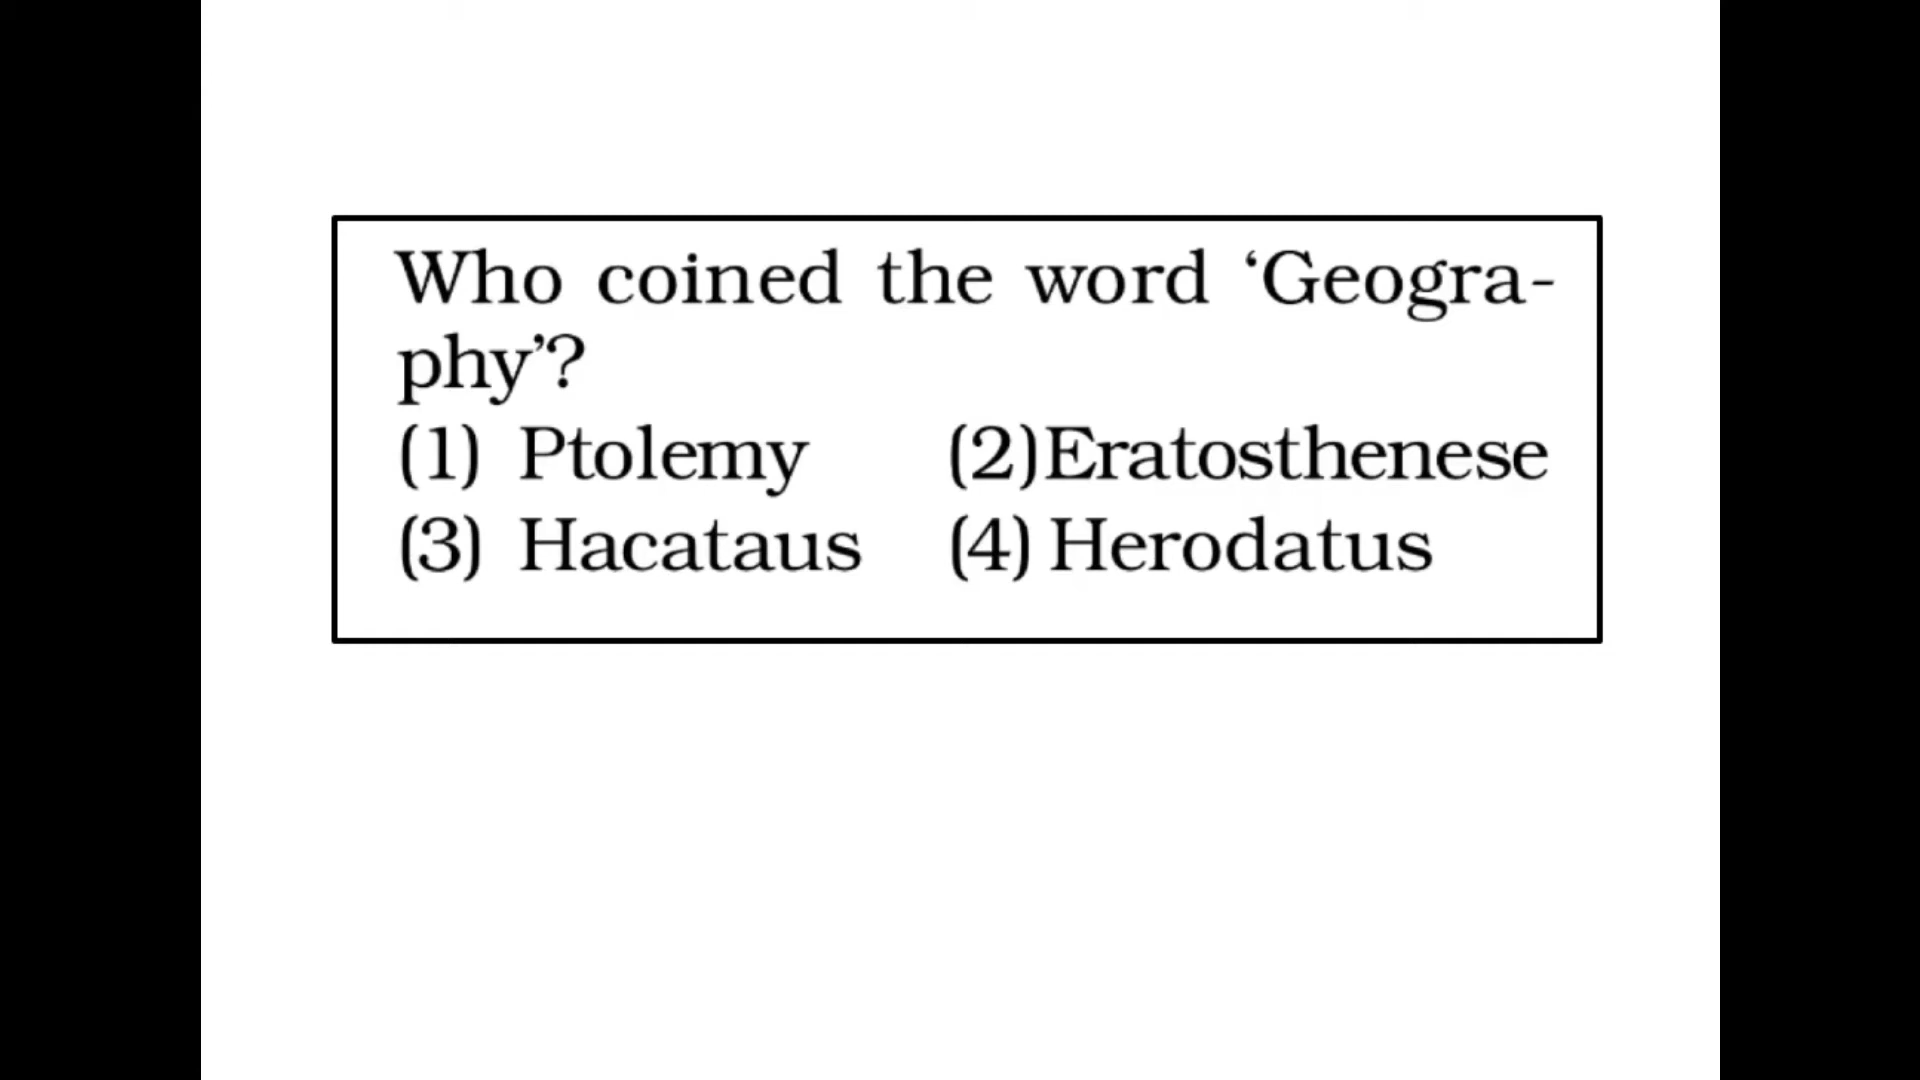 Who coined the word ‘Geogra-
phy’?
(1) Ptolemy (2)Eratosthenese
(3) Hacataus (4) Herodatus